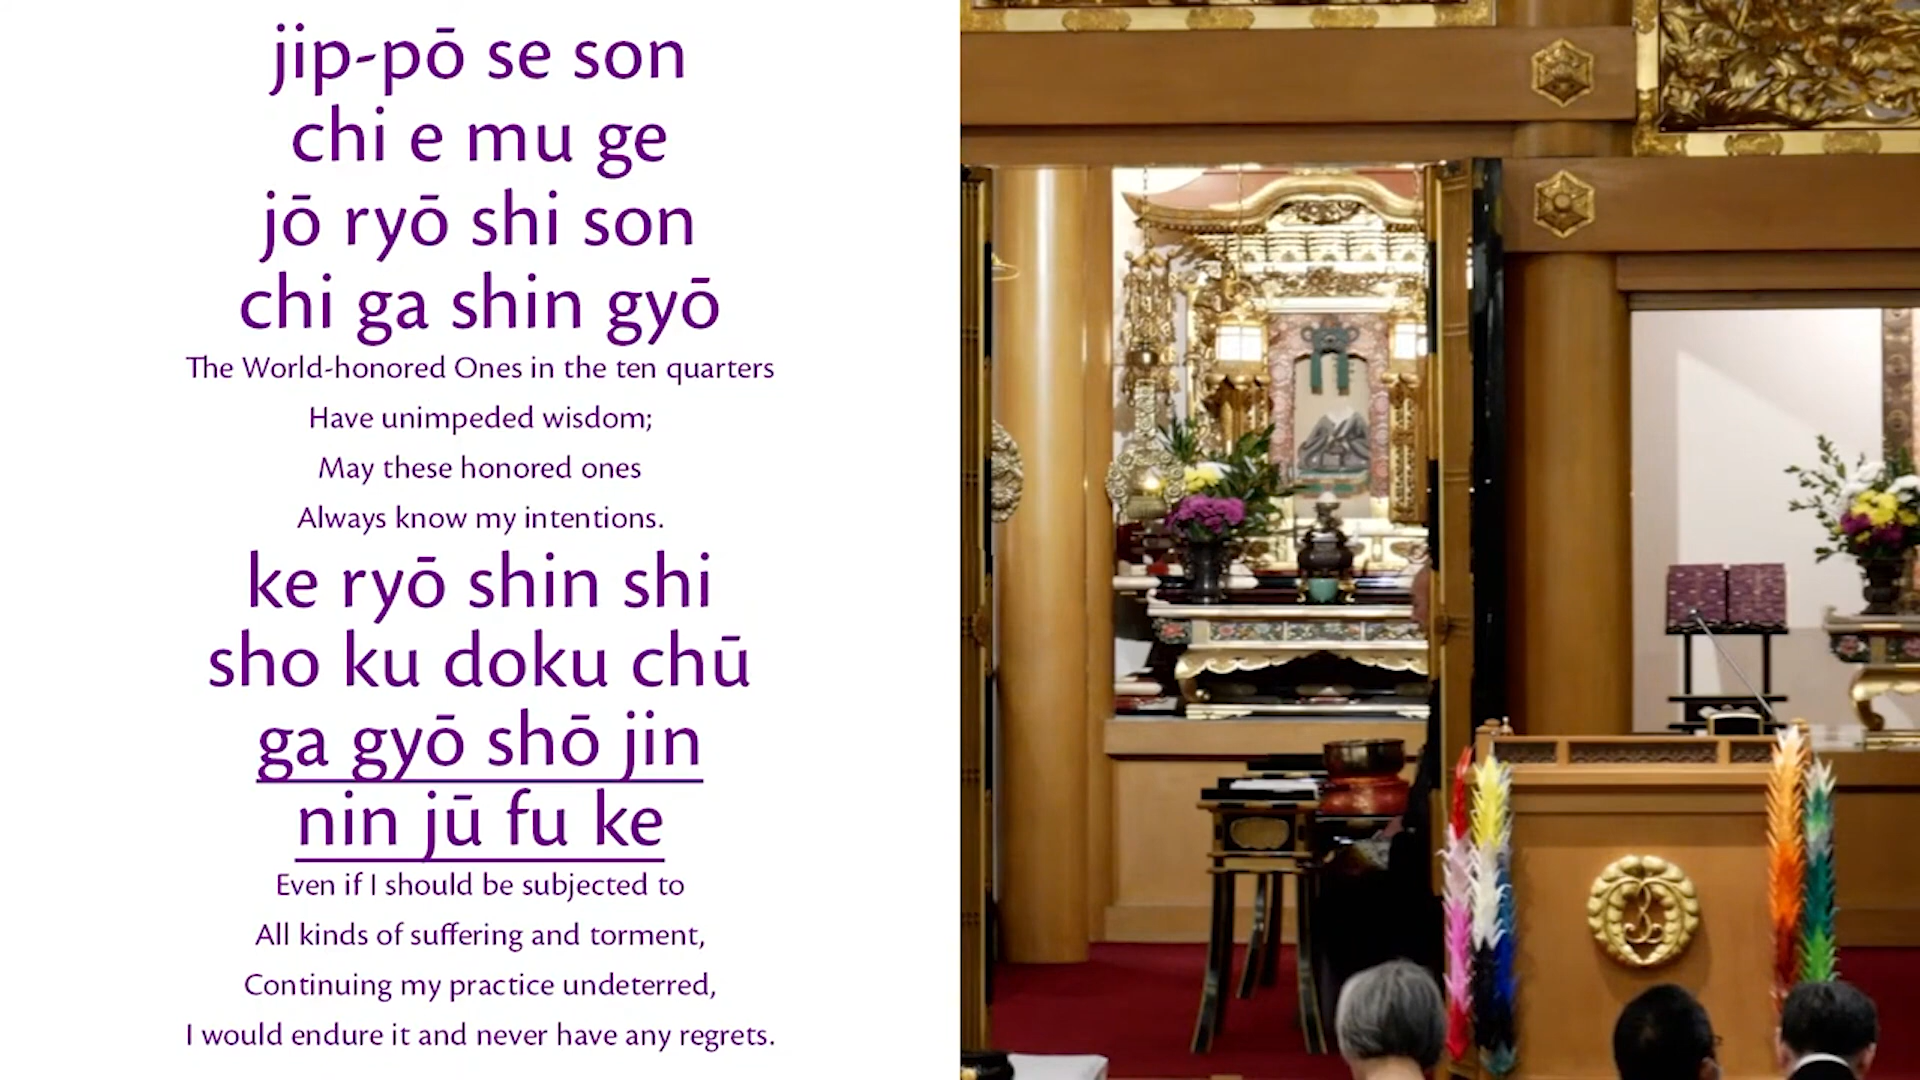 jip-pō se son
chi e mu ge
jō ryō shi son
chi ga shin gyō
The World-honored Ones in the ten quarters
Have unimpeded wisdom;
May these honored ones
Always know my intentions.
ke ryō shin shi
sho ku doku chū
ga gyō shō jin
nin jū fu ke
Even if I should be subjected to
All kinds of suffering and torment,
Continuing my practice undeterred,
I would endure it and never have any regrets.